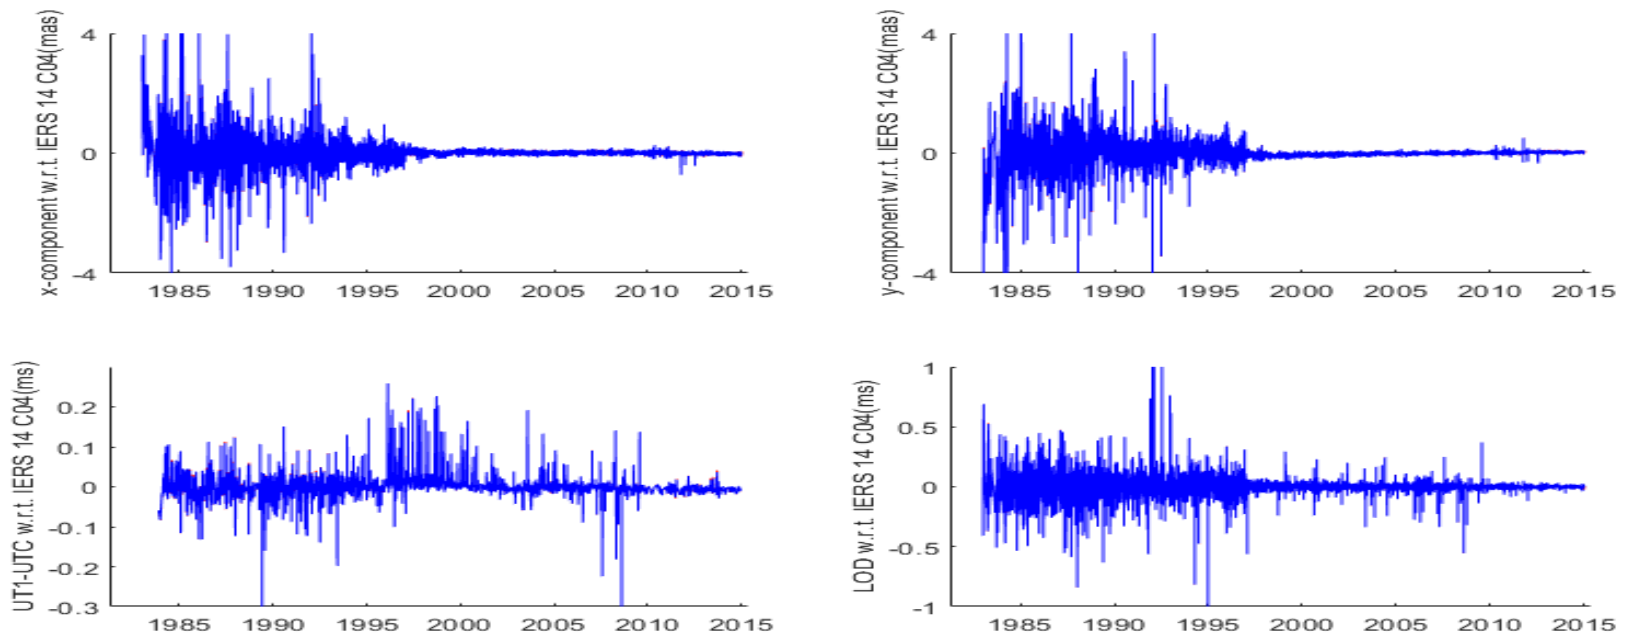 x-component w.r.t. IERS 14 C04(mas)
4
0
-4
1985 1990 1995 2000 2005 2010 2015
y-component w.r.t. IERS 14 C04(mas)
4
0
-4
1985 1990 1995 2000 2005 2010 2015
UT1-UTC w.r.t. IERS 14 C04(ms)
0.2
0.1
0
-0.1
-0.2
-0.3
1985 1990 1995 2000 2005 2010 2015
LOD w.r.t. IERS 14 C04(ms)
1
0.5
0
-0.5
-1
1985 1990 1995 2000 2005 2010 2015